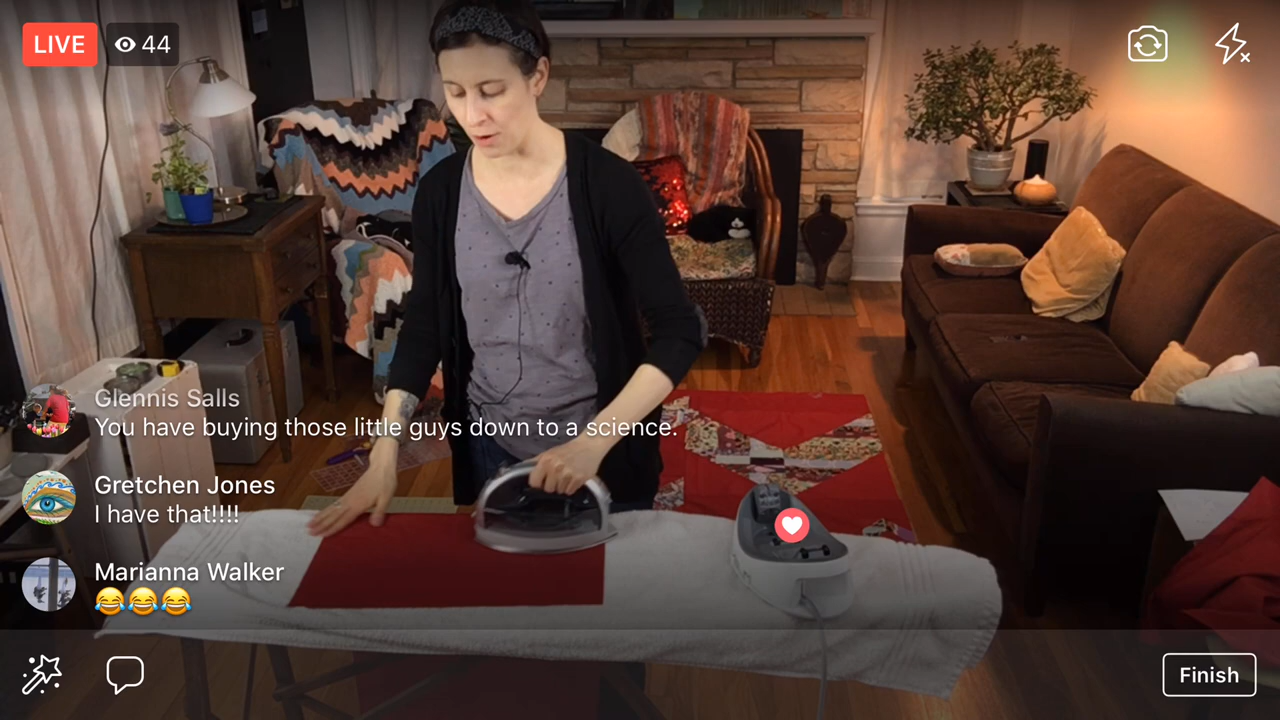 LIVE 44
Glennis Salls
You have buying those little guys down to a science.
Gretchen Jones
I have that!!!!
Marianna Walker
😂😂😂
Finish